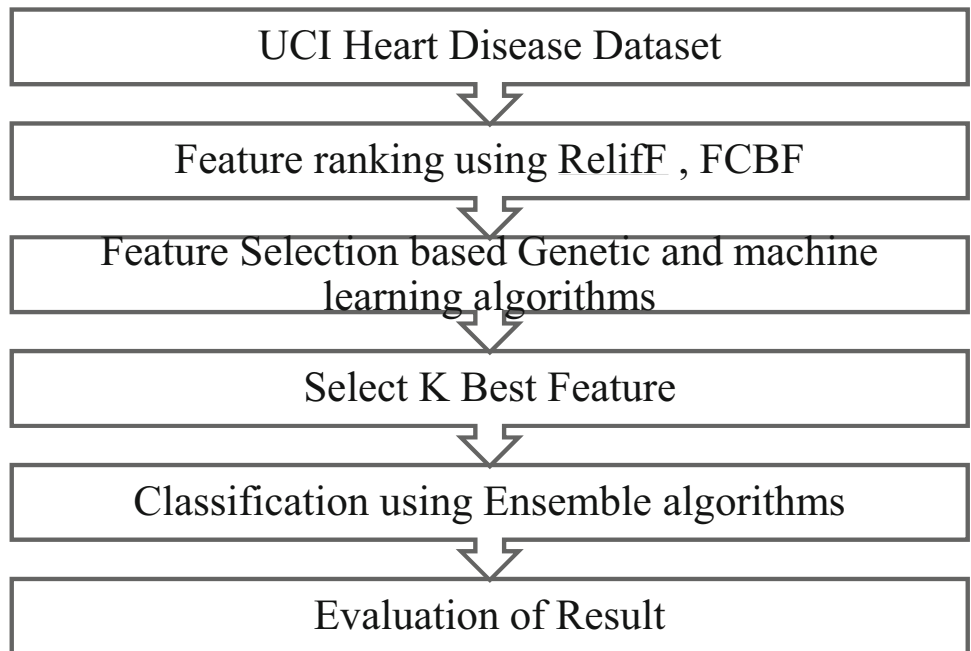 UCI Heart Disease Dataset
Feature ranking using RelifF , FCBF
Feature Selection based Genetic and machine
learning algorithms
Select K Best Feature
Classification using Ensemble algorithms
Evaluation of Result